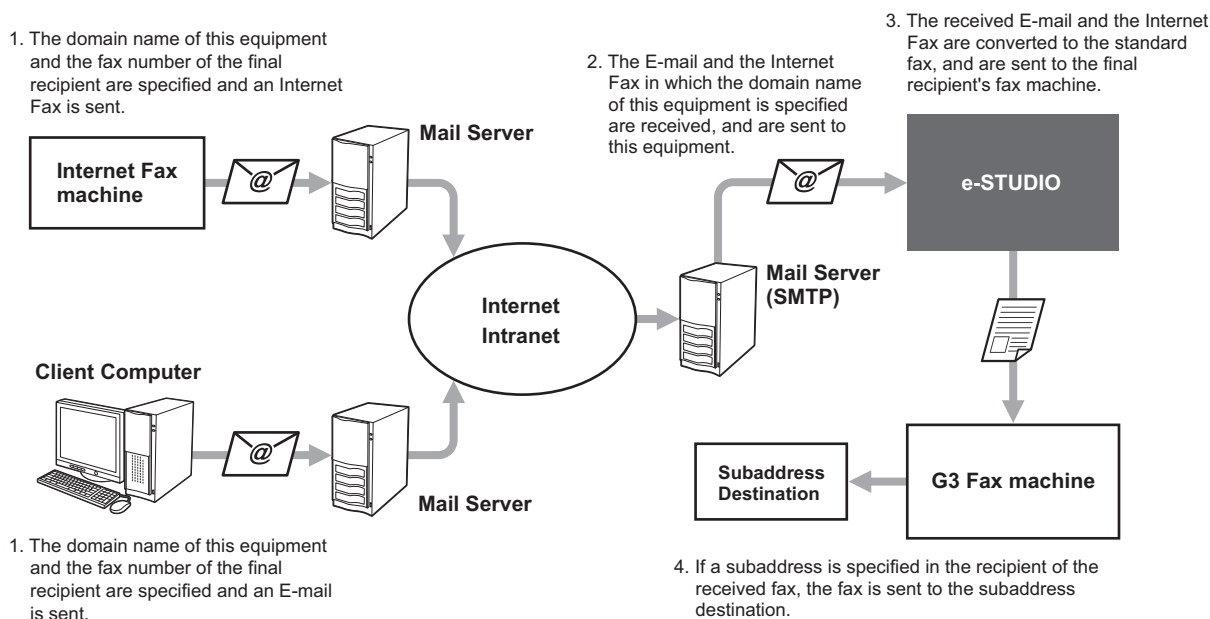 1. The domain name of this equipment
and the fax number of the final
recipient are specified and an Internet
Fax is sent.
Internet Fax
machine
@
Mail Server
2. The E-mail and the Internet
Fax in which the domain name
of this equipment is specified
are received, and are sent to
this equipment.
3. The received E-mail and the Internet
Fax are converted to the standard
fax, and are sent to the final
recipient's fax machine.
@
e-STUDIO
Internet
Intranet
Mail Server
(SMTP)
Client Computer
@
Mail Server
Subaddress
Destination
G3 Fax machine
1. The domain name of this equipment
and the fax number of the final
recipient are specified and an E-mail
is sent.
4. If a subaddress is specified in the recipient of the
received fax, the fax is sent to the subaddress
destination.